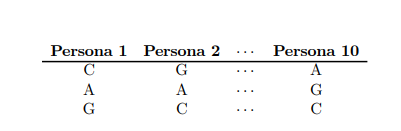 Persona 1 Persona 2 ⋯ Persona 10
C G ⋯ A
A A ⋯ G
G C ⋯ C